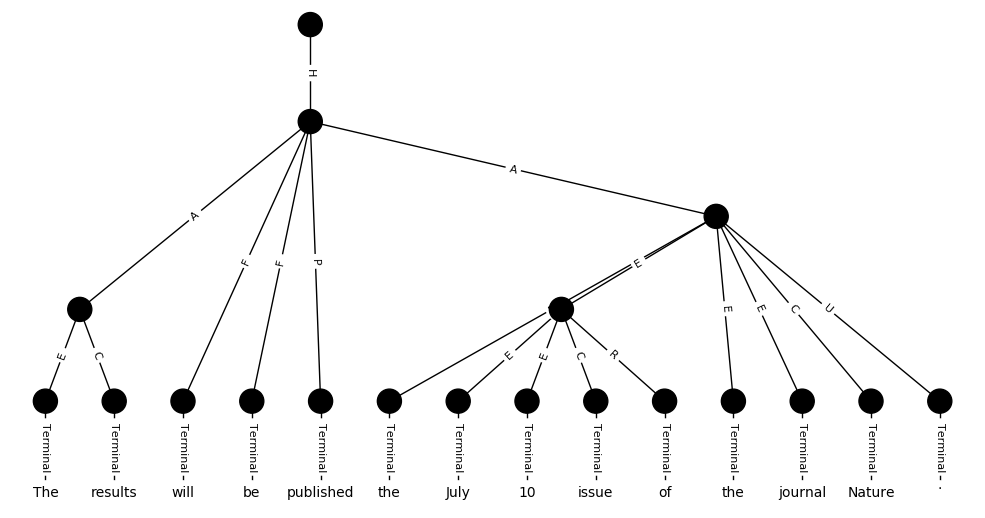 H
A
A
F
F
P
E
E
E
C
U
E
C
E
E
C
R
Terminal Terminal Terminal Terminal Terminal Terminal Terminal Terminal Terminal Terminal Terminal Terminal Terminal Terminal
The results will be published the July 10 issue of the journal Nature .